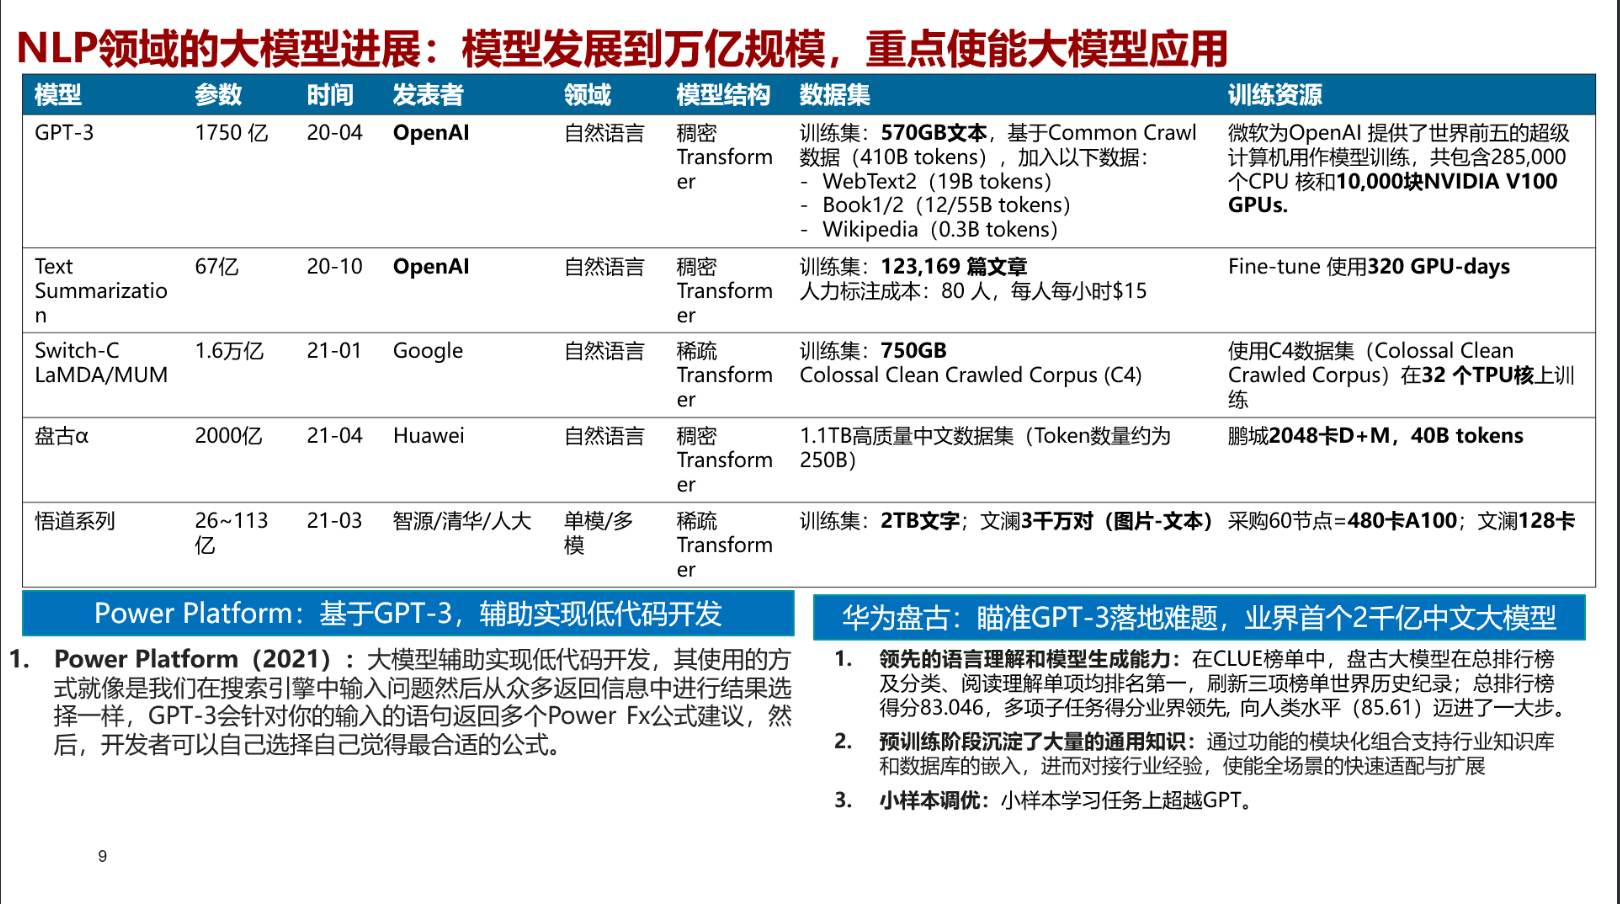 NLP领域的大模型进展：模型发展到万亿规模，重点使能大模型应用
模型 参数 时间 发表者 领域 模型结构 数据集 训练资源
GPT-3 1750 亿 20-04 OpenAI 自然语言 稠密 训练集：570GB文本，基于Common Crawl 微软为OpenAI 提供了世界前五的超级
Transform 数据（410B tokens），加入以下数据： 计算机用作模型训练，共包含285,000
er - WebText2（19B tokens） 个CPU 核和10,000块NVIDIA V100
- Book1/2（12/55B tokens） GPUs.
- Wikipedia（0.3B tokens）
Text 67亿 20-10 OpenAI 自然语言 稠密 训练集：123,169 篇文章 Fine-tune 使用320 GPU-days
Summarizatio Transform 人力标注成本：80 人，每人每小时$15
n er
Switch-C 1.6万亿 21-01 Google 自然语言 稀疏 训练集：750GB 使用C4数据集（Colossal Clean
LaMDA/MUM Transform Colossal Clean Crawled Corpus (C4) Crawled Corpus）在32 个TPU核上训
er 练
盘古α 2000亿 21-04 Huawei 自然语言 稠密 1.1TB高质量中文数据集（Token数量约为 鹏城2048卡D+M，40B tokens
Transform 250B）
er
悟道系列 26~113 21-03 智源/清华/人大 单模/多 稀疏 训练集：2TB文字；文澜3千万对（图片-文本） 采购60节点=480卡A100；文澜128卡
亿 模 Transform
er
Power Platform：基于GPT-3，辅助实现低代码开发
1. Power Platform（2021）：大模型辅助实现低代码开发，其使用的方
式就像是我们在搜索引擎中输入问题然后从众多返回信息中进行结果选
择一样，GPT-3会针对你的输入的语句返回多个Power Fx公式建议，然
后，开发者可以自己选择自己觉得最合适的公式。
华为盘古：瞄准GPT-3落地难题，业界首个2千亿中文大模型
1. 领先的语言理解和模型生成能力：在CLUE榜单中，盘古大模型在总排行榜
及分类、阅读理解单项均排名第一，刷新三项榜单世界历史纪录；总排行榜
得分83.046，多项子任务得分业界领先, 向人类水平（85.61）迈进了一大步。
2. 预训练阶段沉淀了大量的通用知识：通过功能的模块化组合支持行业知识库
和数据库的嵌入，进而对接行业经验，使能全场景的快速适配与扩展
3. 小样本调优：小样本学习任务上超越GPT。
9